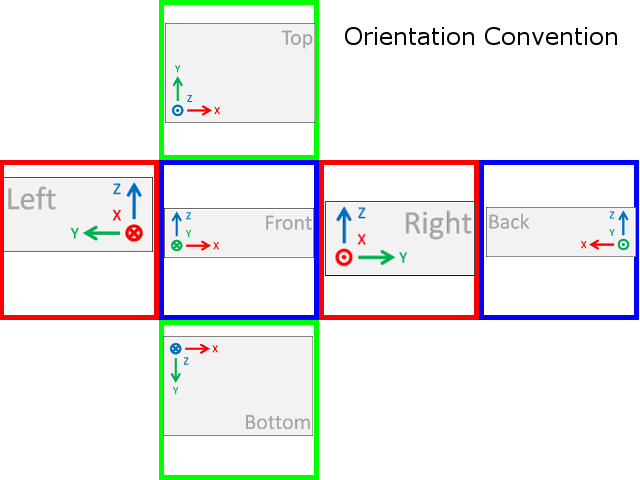 Orientation Convention
Top
Y
Z
X
Left
Z
X
Y
Front
Z
Y
X
Right
Z
X
Y
Back
Z
Y
X
X
Z
Y
Bottom